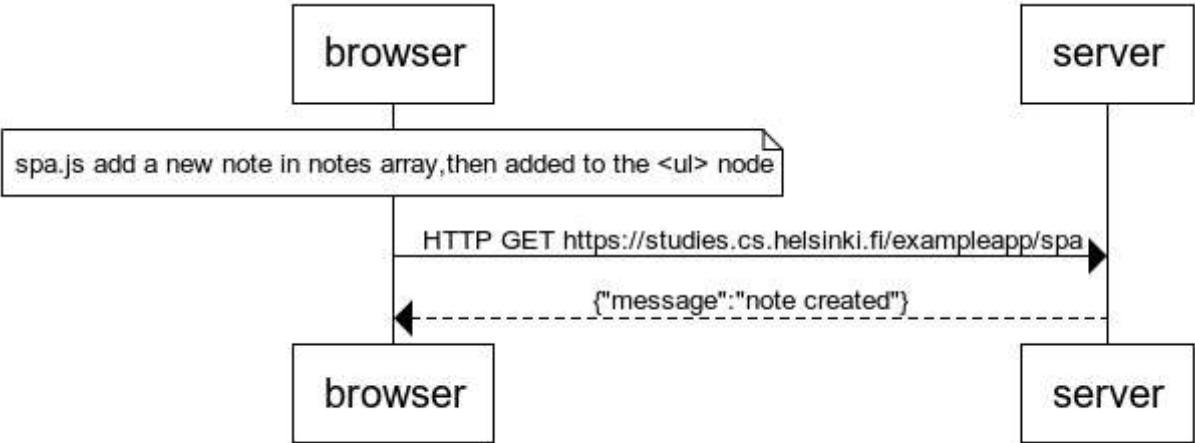 browser
server
spa.js add a new note in notes array,then added to the <ul> node
HTTP GET https://studies.cs.helsinki.fi/exampleapp/spa
{"message":"note created"}
browser
server